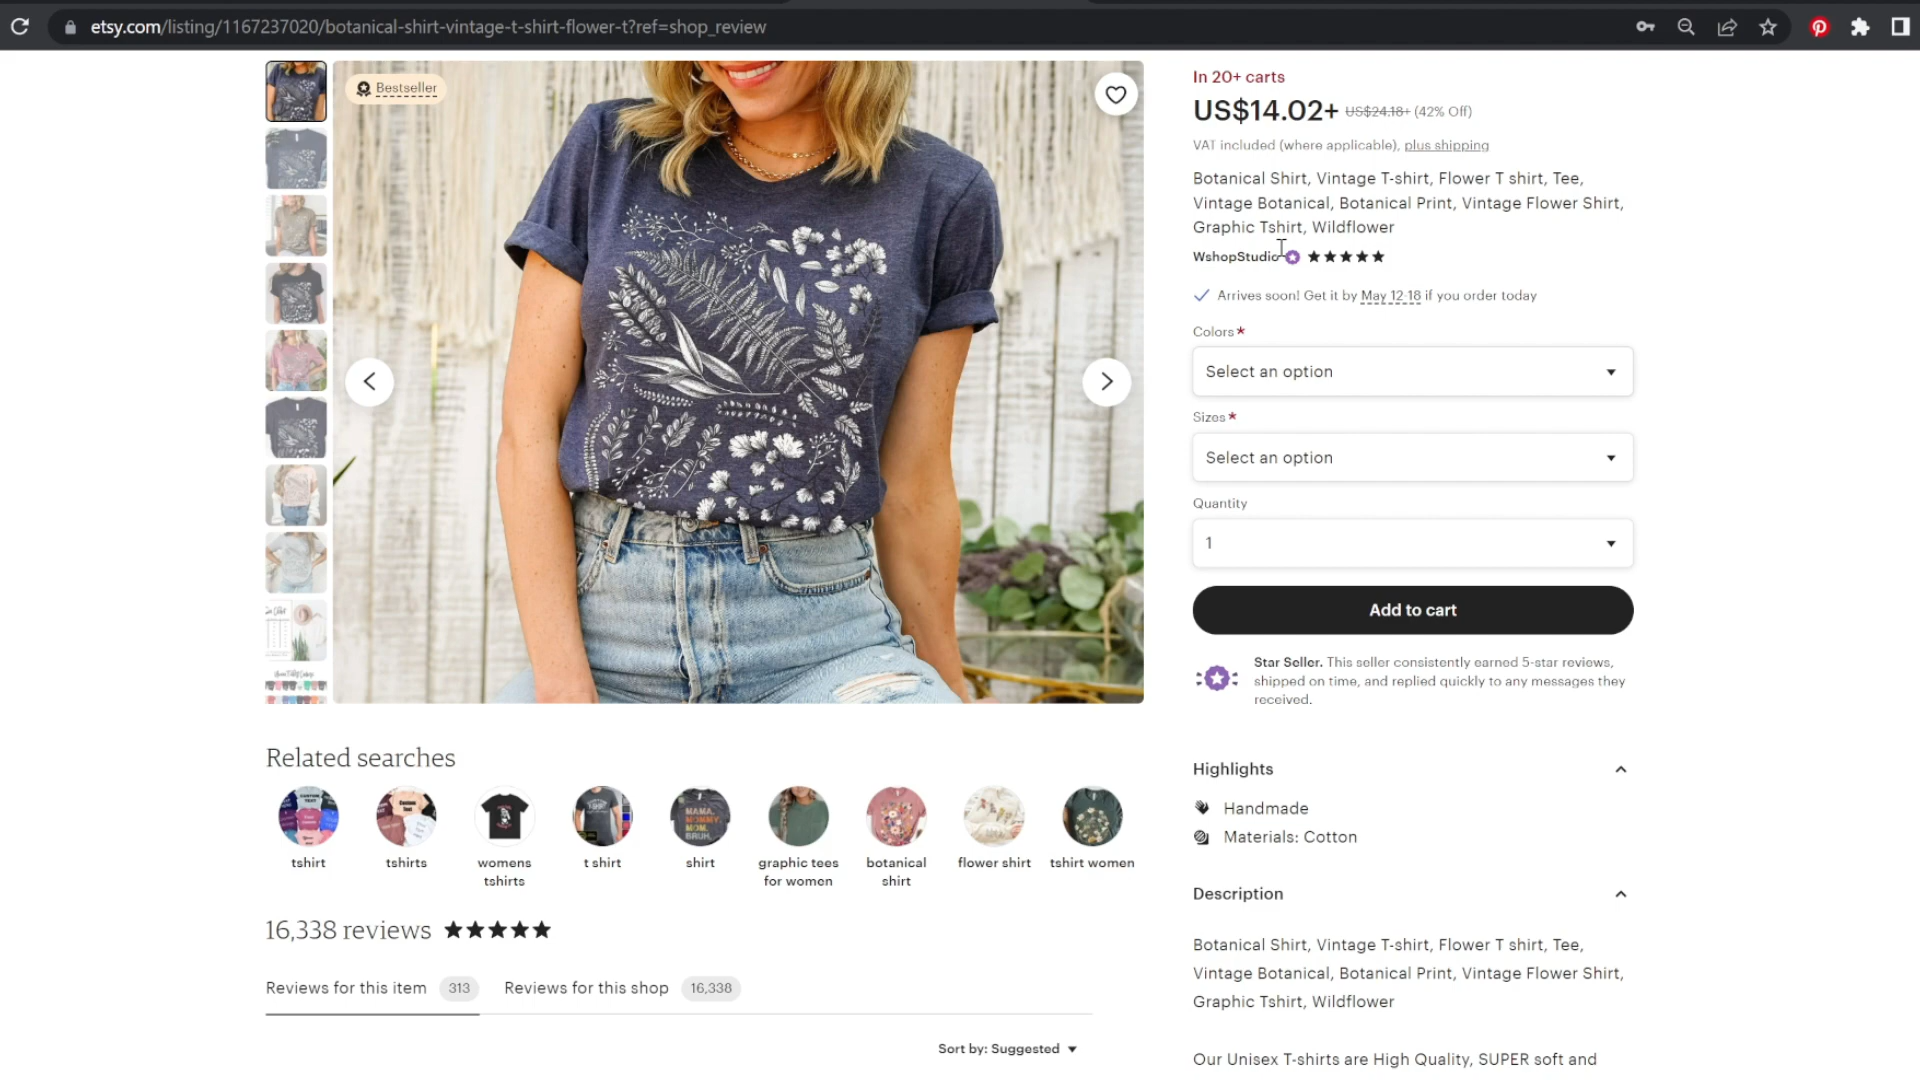 etsy.com/listing/1167237020/botanical-shirt-vintage-t-shirt-flower-t?ref=shop_review
Bestseller
In 20+ carts
US$14.02+ US$24.18+ (42% Off)
VAT included (where applicable), plus shipping
Botanical Shirt, Vintage T-shirt, Flower T shirt, Tee,
Vintage Botanical, Botanical Print, Vintage Flower Shirt,
Graphic Tshirt, Wildflower
WshopStudio
Arrives soon! Get it by May 12-18 if you order today
Colors *
Select an option
Sizes *
Select an option
Quantity
1
Add to cart
Star Seller. This seller consistently earned 5-star reviews,
shipped on time, and replied quickly to any messages they
received.
Related searches
tshirt
tshirts
womens
tshirts
t shirt
MAMA.
MOMMY.
MOM.
BRUH.
shirt
graphic tees
for women
botanical
shirt
flower shirt
tshirt women
16,338 reviews
Reviews for this item 313
Reviews for this shop 16,338
Sort by: Suggested
Highlights
Handmade
Materials: Cotton
Description
Botanical Shirt, Vintage T-shirt, Flower T shirt, Tee,
Vintage Botanical, Botanical Print, Vintage Flower Shirt,
Graphic Tshirt, Wildflower
Our Unisex T-shirts are High Quality, SUPER soft and